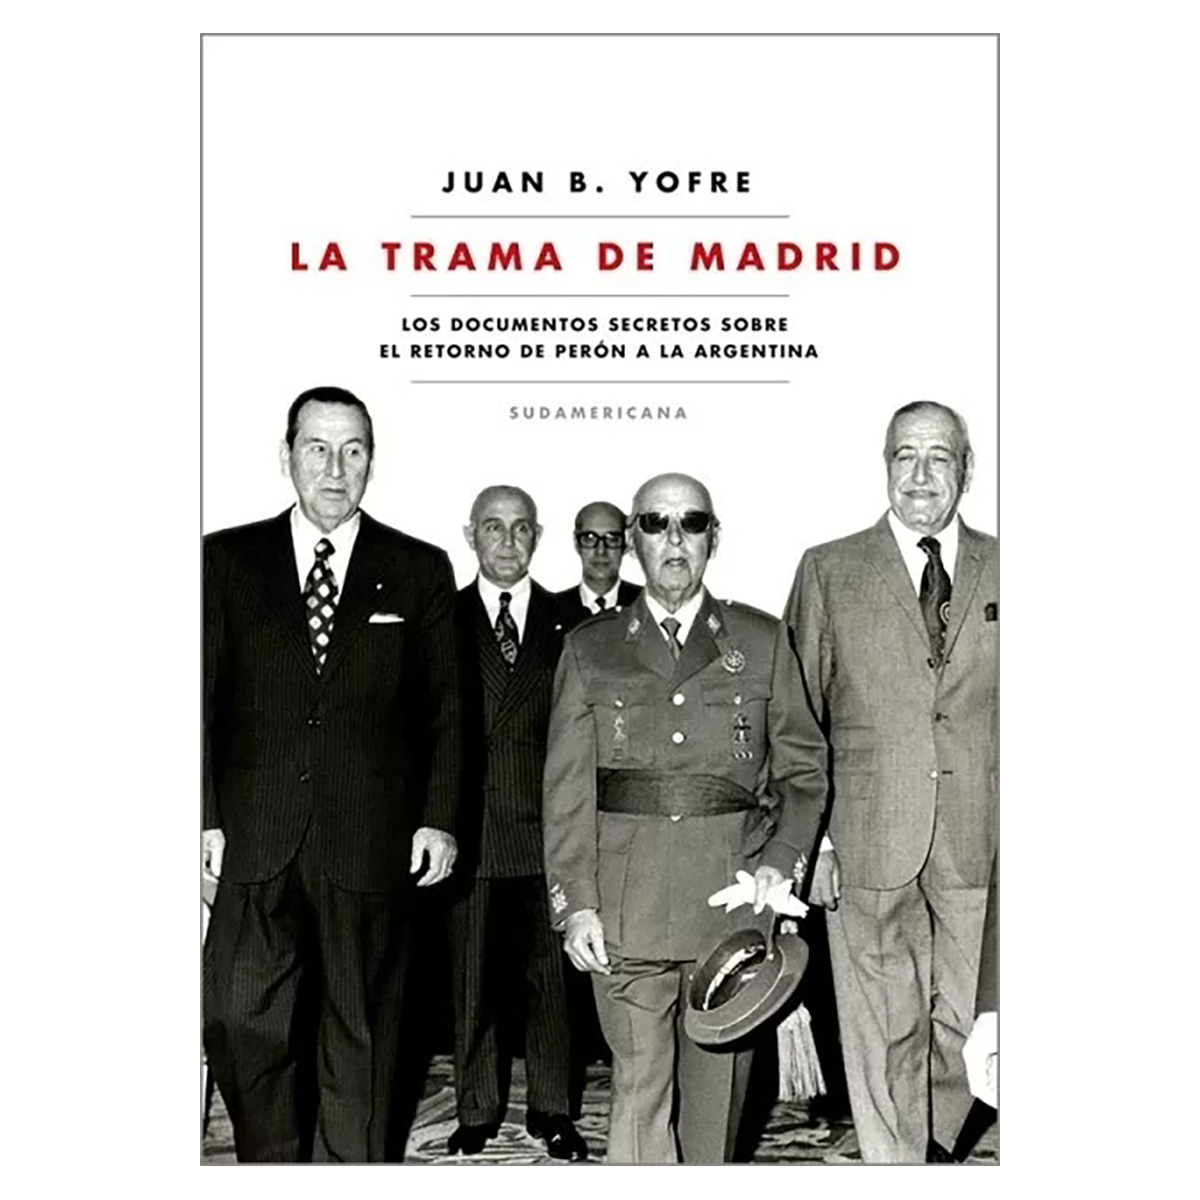 JUAN B. YOFRE
LA TRAMA DE MADRID
LOS DOCUMENTOS SECRETOS SOBRE
EL RETORNO DE PERÓN A LA ARGENTINA
SUDAMERICANA